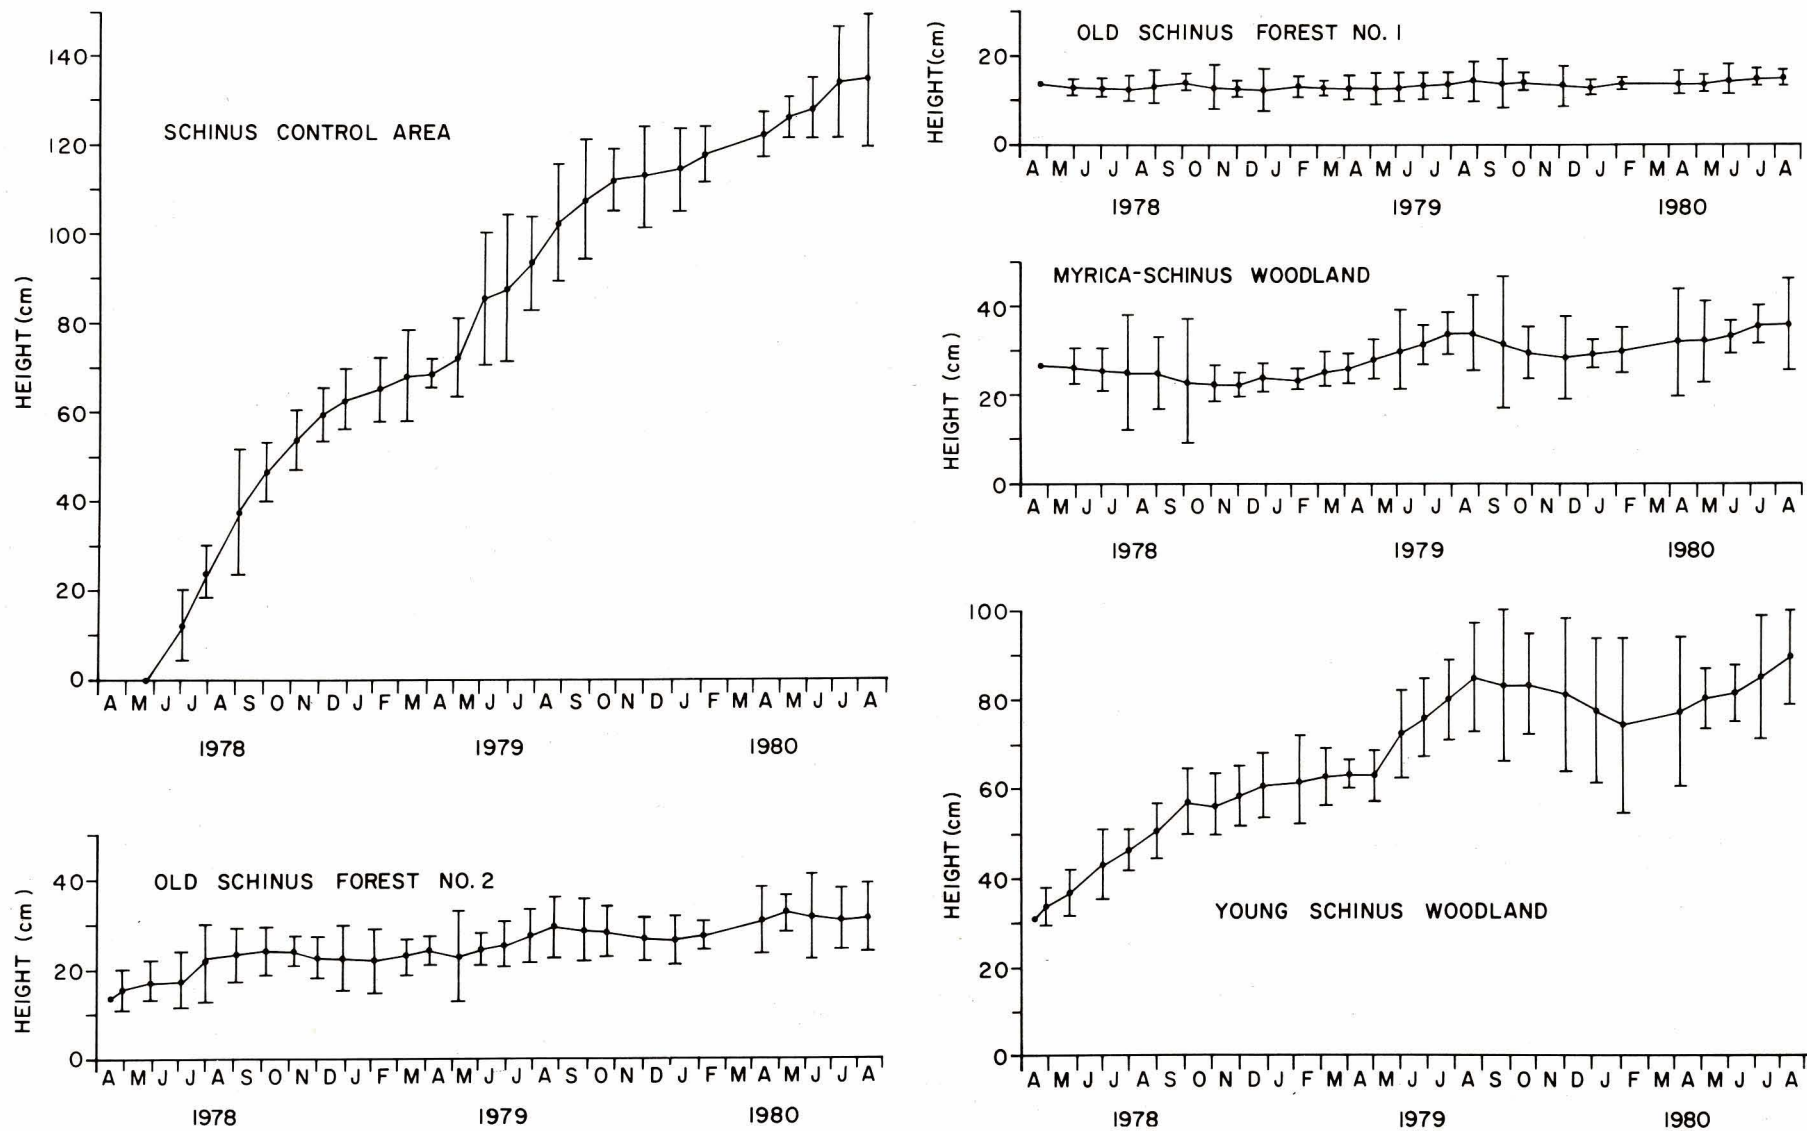 HEIGHT (cm)
140
120
100
80
60
40
20
0
SCHINUS CONTROL AREA
A M J J A S O N D J F M A M J J A S O N D J F M A M J J A
1978 1979 1980
HEIGHT (cm)
40
20
0
OLD SCHINUS FOREST NO. 2
A M J J A S O N D J F M A M J J A S O N D J F M A M J J A
1978 1979 1980
HEIGHT (cm)
20
0
OLD SCHINUS FOREST NO. 1
A M J J A S O N D J F M A M J J A S O N D J F M A M J J A
1978 1979 1980
HEIGHT (cm)
40
20
0
MYRICA-SCHINUS WOODLAND
A M J J A S O N D J F M A M J J A S O N D J F M A M J J A
1978 1979 1980
HEIGHT (cm)
100
80
60
40
20
0
YOUNG SCHINUS WOODLAND
A M J J A S O N D J F M A M J J A S O N D J F M A M J J A
1978 1979 1980